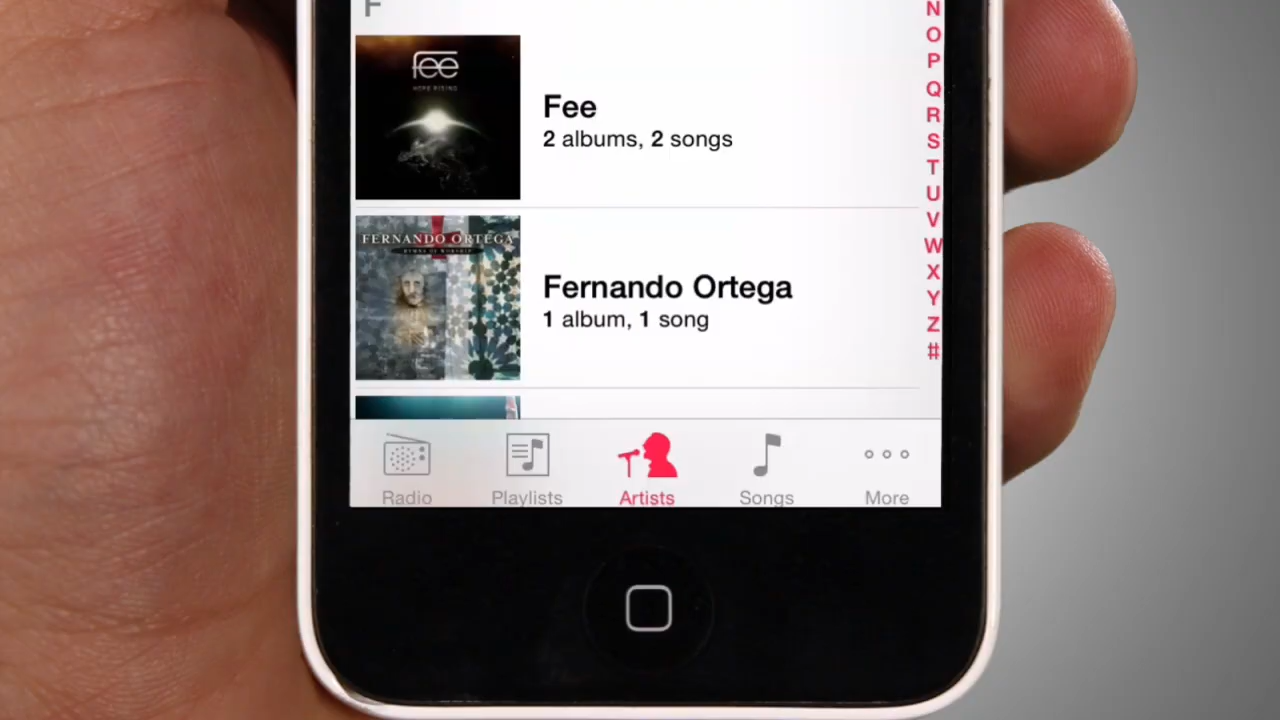 F
fee
HOPE RISING
Fee
2 albums, 2 songs
FERNANDO ORTEGA
HYMNS OF WORSHIP
Fernando Ortega
1 album, 1 song
N
O
P
Q
R
S
T
U
V
W
X
Y
Z
#
Radio
Playlists
Artists
Songs
More